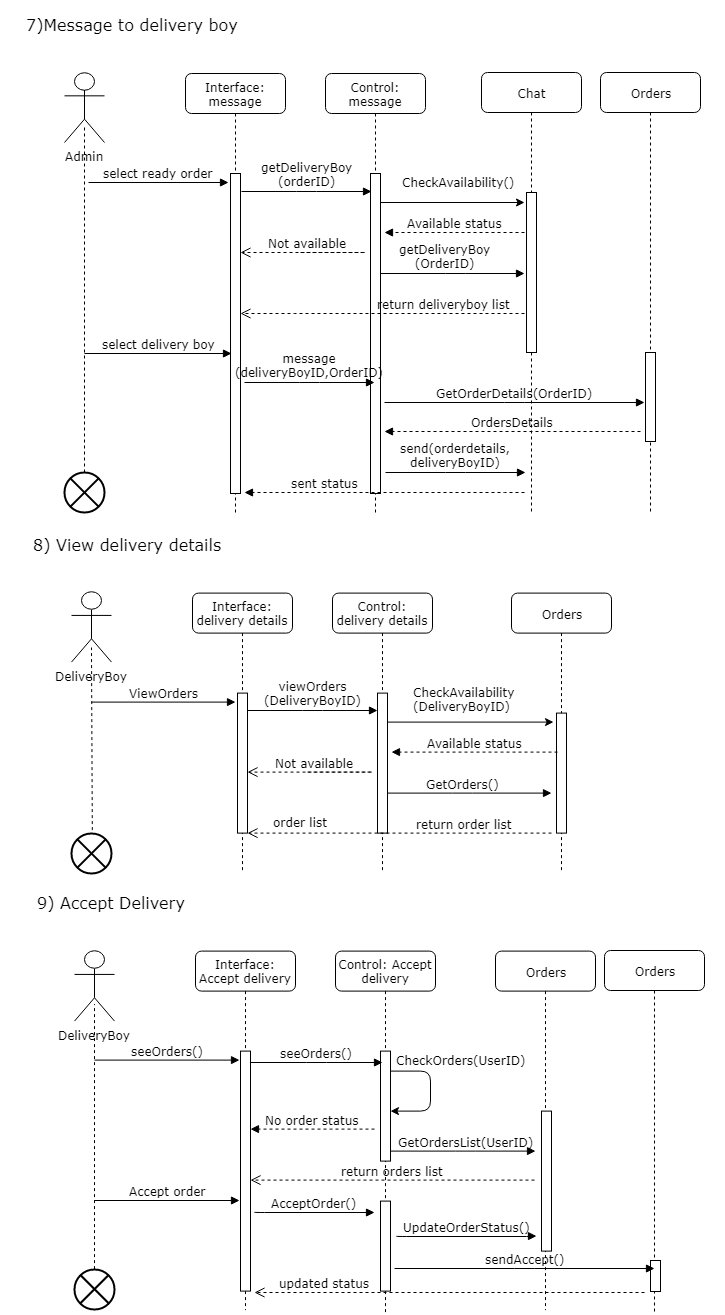 7)Message to delivery boy
Interface:
message
Control:
message
Chat
Orders
Admin
select ready order
getDeliveryBoy
(orderID)
CheckAvailability()
Available status
Not available
getDeliveryBoy
(OrderID)
return deliveryboy list
select delivery boy
message
(deliveryBoyID,OrderID)
GetOrderDetails(OrderID)
OrdersDetails
send(orderdetails,
deliveryBoyID)
sent status
8) View delivery details
Interface:
delivery details
Control:
delivery details
Orders
DeliveryBoy
ViewOrders
viewOrders
(DeliveryBoyID)
CheckAvailability
(DeliveryBoyID)
Available status
Not available
GetOrders()
order list
return order list
9) Accept Delivery
Interface:
Accept delivery
Control: Accept
delivery
Orders
Orders
DeliveryBoy
seeOrders()
seeOrders()
CheckOrders(UserID)
No order status
GetOrdersList(UserID)
return orders list
Accept order
AcceptOrder()
UpdateOrderStatus()
sendAccept()
updated status